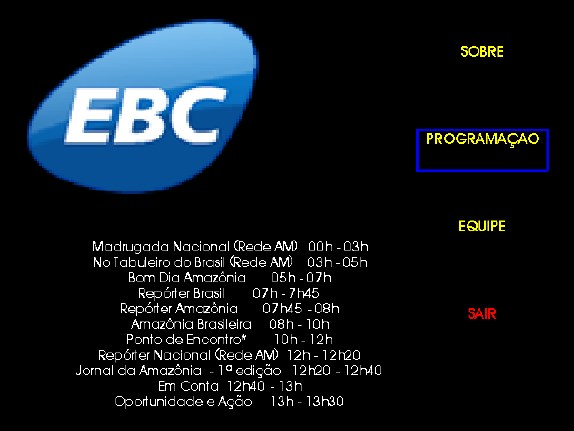 EBC
SOBRE
PROGRAMAÇAO
EQUIPE
SAIR
Madrugada Nacional (Rede AM) 00h - 03h
No Tabuleiro do Brasil (Rede AM) 03h - 05h
Bom Dia Amazônia 05h - 07h
Repórter Brasil 07h - 7h45
Repórter Amazônia 07h45 - 08h
Amazônia Brasileira 08h - 10h
Ponto de Encontro* 10h - 12h
Repórter Nacional (Rede AM) 12h - 12h20
Jornal da Amazônia - 1ª edição 12h20 - 12h40
Em Conta 12h40 - 13h
Oportunidade e Ação 13h - 13h30